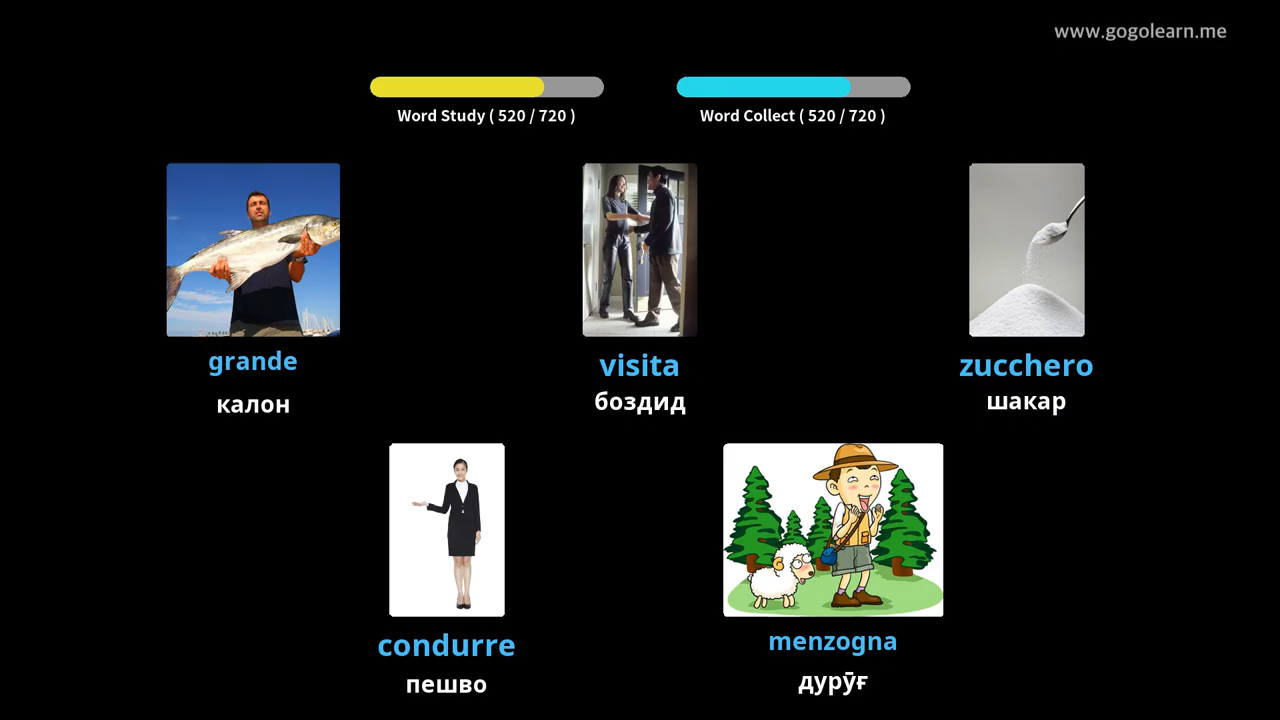 www.gogolearn.me
Word Study ( 520 / 720 )
Word Collect ( 520 / 720 )
grande
калон
visita
боздид
zucchero
шакар
condurre
пешво
menzogna
дурӯғ